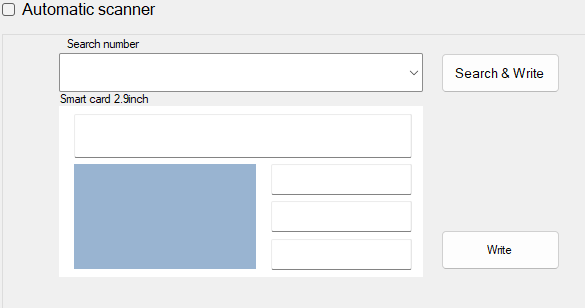 Automatic scanner
Search number
Search & Write
Smart card 2.9inch
Write